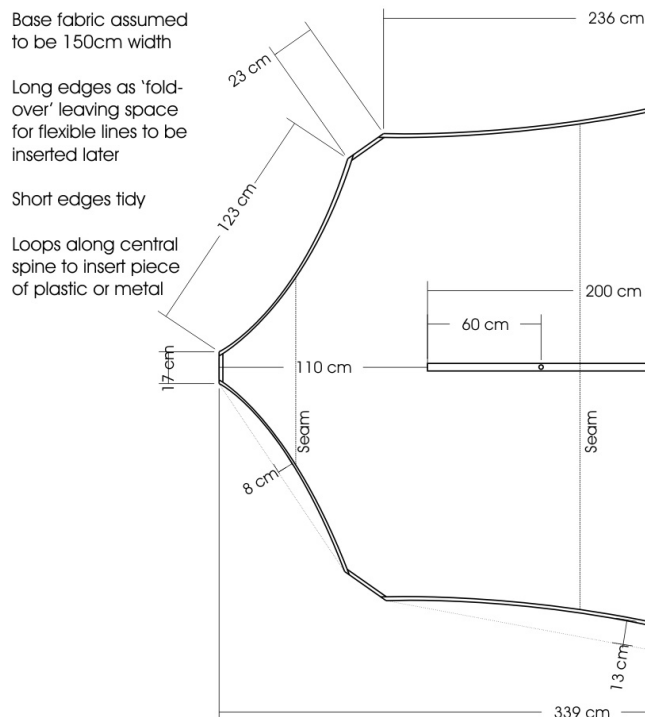 Base fabric assumed
to be 150cm width
Long edges as ‘fold-
over’ leaving space
for flexible lines to be
inserted later
Short edges tidy
Loops along central
spine to insert piece
of plastic or metal
236 cm
23 cm
123 cm
200 cm
60 cm
17 cm
110 cm
Seam
Seam
8 cm
13 cm
339 cm